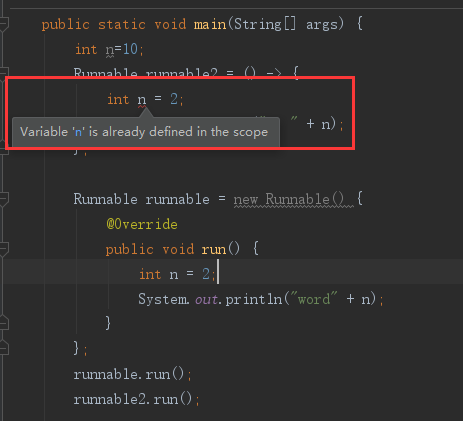 public static void main(String[] args) {
int n=10;
Runnable runnable2 = () -> {
int n = 2;
Variable 'n' is already defined in the scope
" + n);
};
Runnable runnable = new Runnable() {
@Override
public void run() {
int n = 2;
System.out.println("word" + n);
}
};
runnable.run();
runnable2.run();